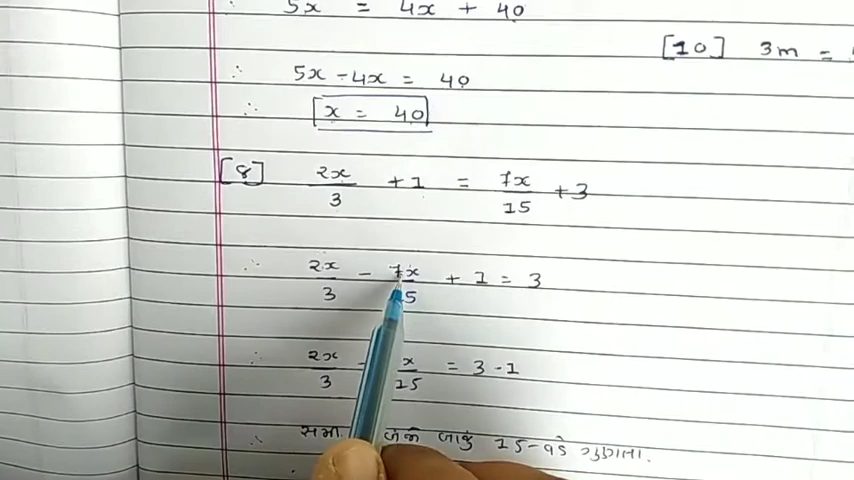 ∴ 5x = 4x + 40
[10] 3m =
∴ 5x - 4x = 40
∴ x = 40
[8] 2x/3 + 1 = 7x/15 + 3
∴ 2x/3 - 7x/15 + 1 = 3
∴ 2x/3 - x/15 = 3 - 1
∴ બાજુ 15-વડે ગુણતા.